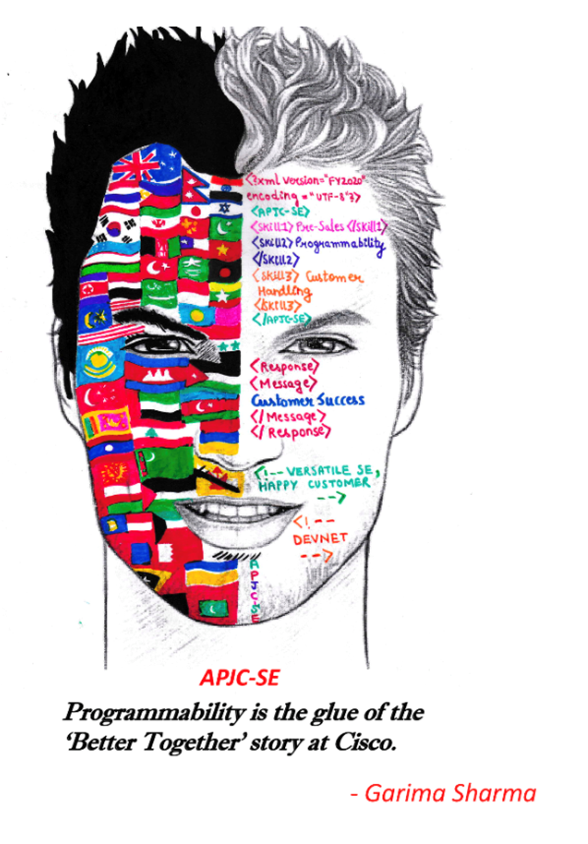 <?xml version="FY2020"
encoding="UTF-8"?>
<APJC-SE>
<Skill1> Pre-Sales </Skill1>
<Skill2> Programmability
</Skill2>
<Skill3> Customer
Handling
<Skill3>
</APJC-SE>
<Response>
<Message>
Customer Success
</Message>
</Response>
<!-- VERSATILE SE,
HAPPY CUSTOMER
-->
<! --
DEVNET
--->
APJC-SE
APJC-SE
Programmability is the glue of the
‘Better Together’ story at Cisco.
- Garima Sharma